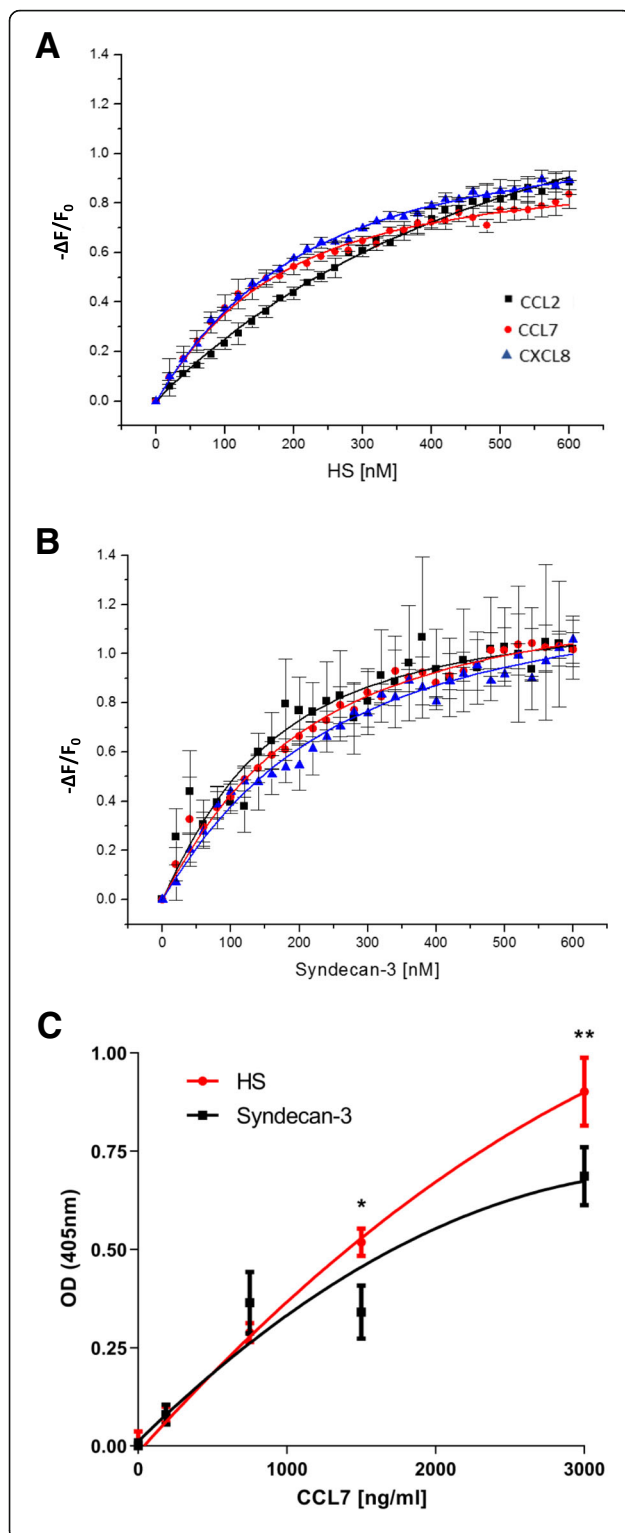 A
1.4
1.2
1.0
0.8
0.6
0.4
0.2
0.0
-ΔF/F0
CCL2
CCL7
CXCL8
0 100 200 300 400 500 600
HS [nM]
B
1.4
1.2
1.0
0.8
0.6
0.4
0.2
0.0
-ΔF/F0
0 100 200 300 400 500 600
Syndecan-3 [nM]
C
1.00
0.75
0.50
0.25
0.00
OD (405nm)
HS
Syndecan-3
*
**
0 1000 2000 3000
CCL7 [ng/ml]